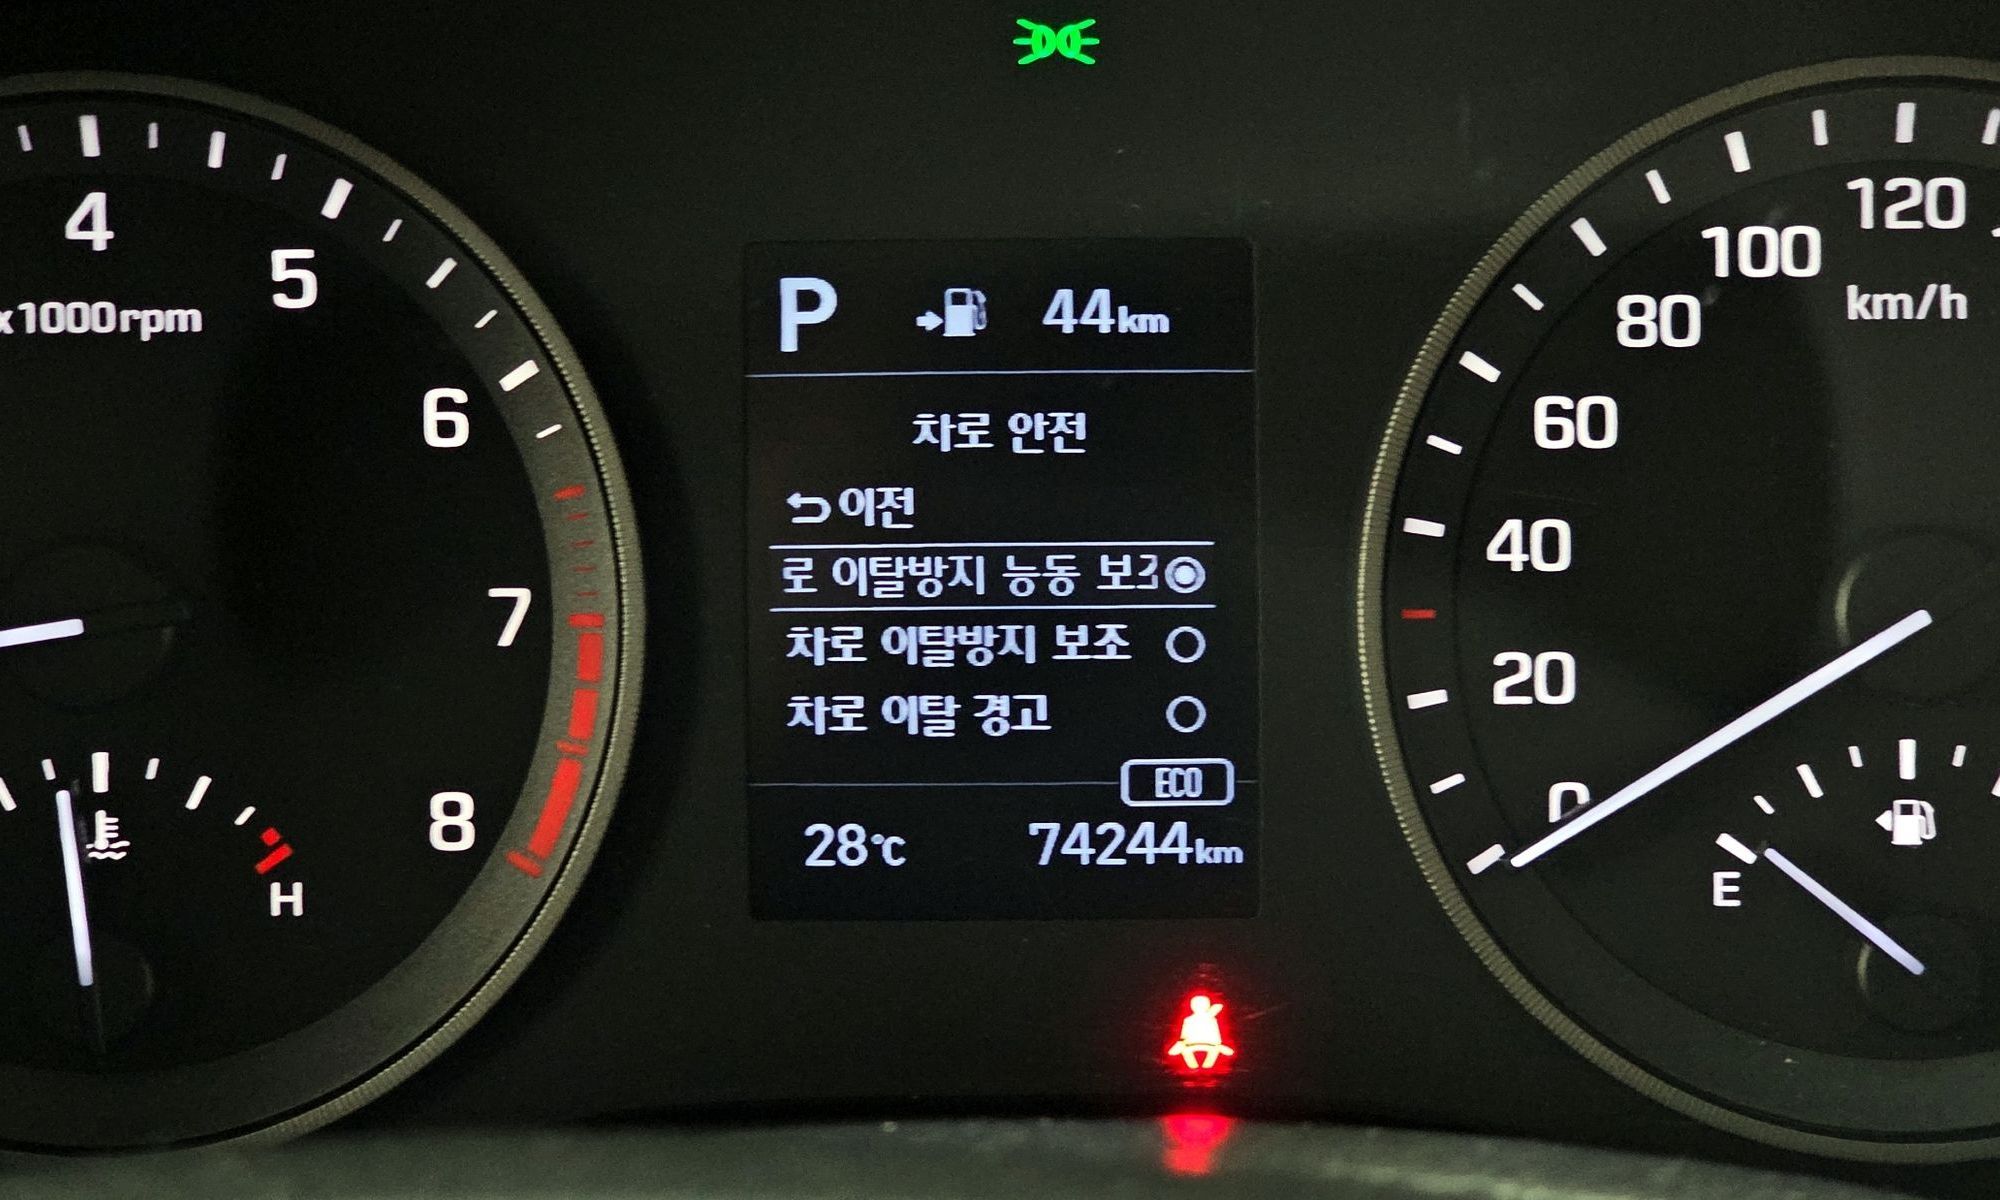 4
5
x1000rpm
6
7
8
H
P 44km
차로 안전
이전
로 이탈방지 능동 보조
차로 이탈방지 보조
차로 이탈 경고
ECO
28℃ 74244km
120
100
km/h
80
60
40
20
0
E